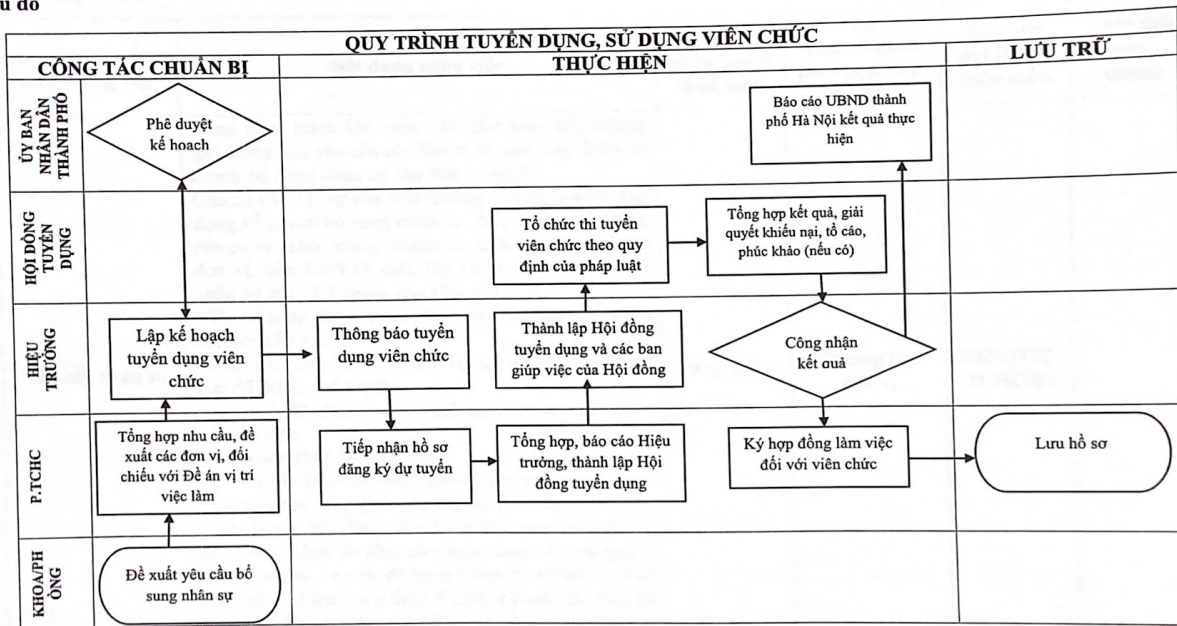 QUY TRÌNH TUYỂN DỤNG, SỬ DỤNG VIÊN CHỨC
CÔNG TÁC CHUẨN BỊ
THỰC HIỆN
LƯU TRỮ
ỦY BAN
NHÂN DÂN
THÀNH PHỐ
Phê duyệt
kế hoach
Báo cáo UBND thành
phố Hà Nội kết quả thực
hiện
HỘI ĐỒNG
TUYỂN
DỤNG
Tổ chức thi tuyển
viên chức theo quy
định của pháp luật
Tổng hợp kết quả, giải
quyết khiếu nại, tố cáo,
phúc khảo (nếu có)
HIỆU
TRƯỞNG
Lập kế hoạch
tuyển dụng viên
chức
Thông báo tuyển
dụng viên chức
Thành lập Hội đồng
tuyển dụng và các ban
giúp việc của Hội đồng
Công nhận
kết quả
P.TCHC
Tổng hợp nhu cầu, đề
xuất các đơn vị, đối
chiếu với Đề án vị trí
việc làm
Tiếp nhận hồ sơ
đăng ký dự tuyển
Tổng hợp, báo cáo Hiệu
trưởng, thành lập Hội
đồng tuyển dụng
Ký hợp đồng làm việc
đối với viên chức
Lưu hồ sơ
KHOA/PH
ÒNG
Đề xuất yêu cầu bổ
sung nhân sự